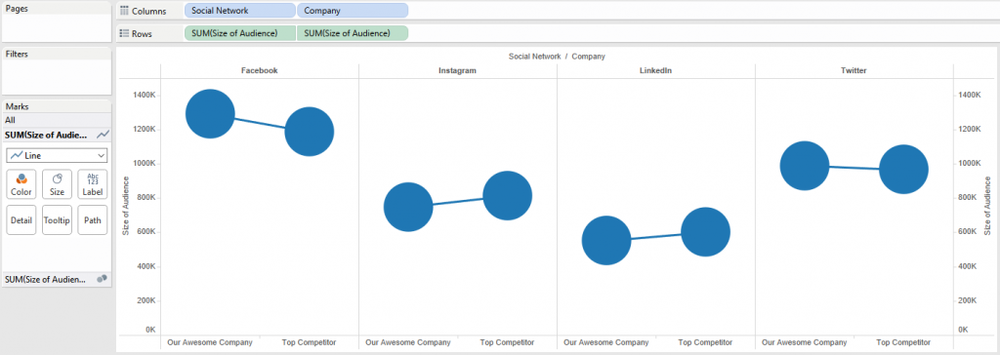 Pages
Columns
Social Network
Company
Rows
SUM(Size of Audience)
SUM(Size of Audience)
Filters
Marks
All
SUM(Size of Audie...
Line
Color
Size
Abc
123
Label
Detail
Tooltip
Path
SUM(Size of Audien...
Social Network / Company
Facebook
Instagram
LinkedIn
Twitter
Size of Audience
1400K
1200K
1000K
800K
600K
400K
200K
0K
Our Awesome Company
Top Competitor
Our Awesome Company
Top Competitor
Our Awesome Company
Top Competitor
Our Awesome Company
Top Competitor
1400K
1200K
1000K
800K
600K
400K
200K
0K
Size of Audience